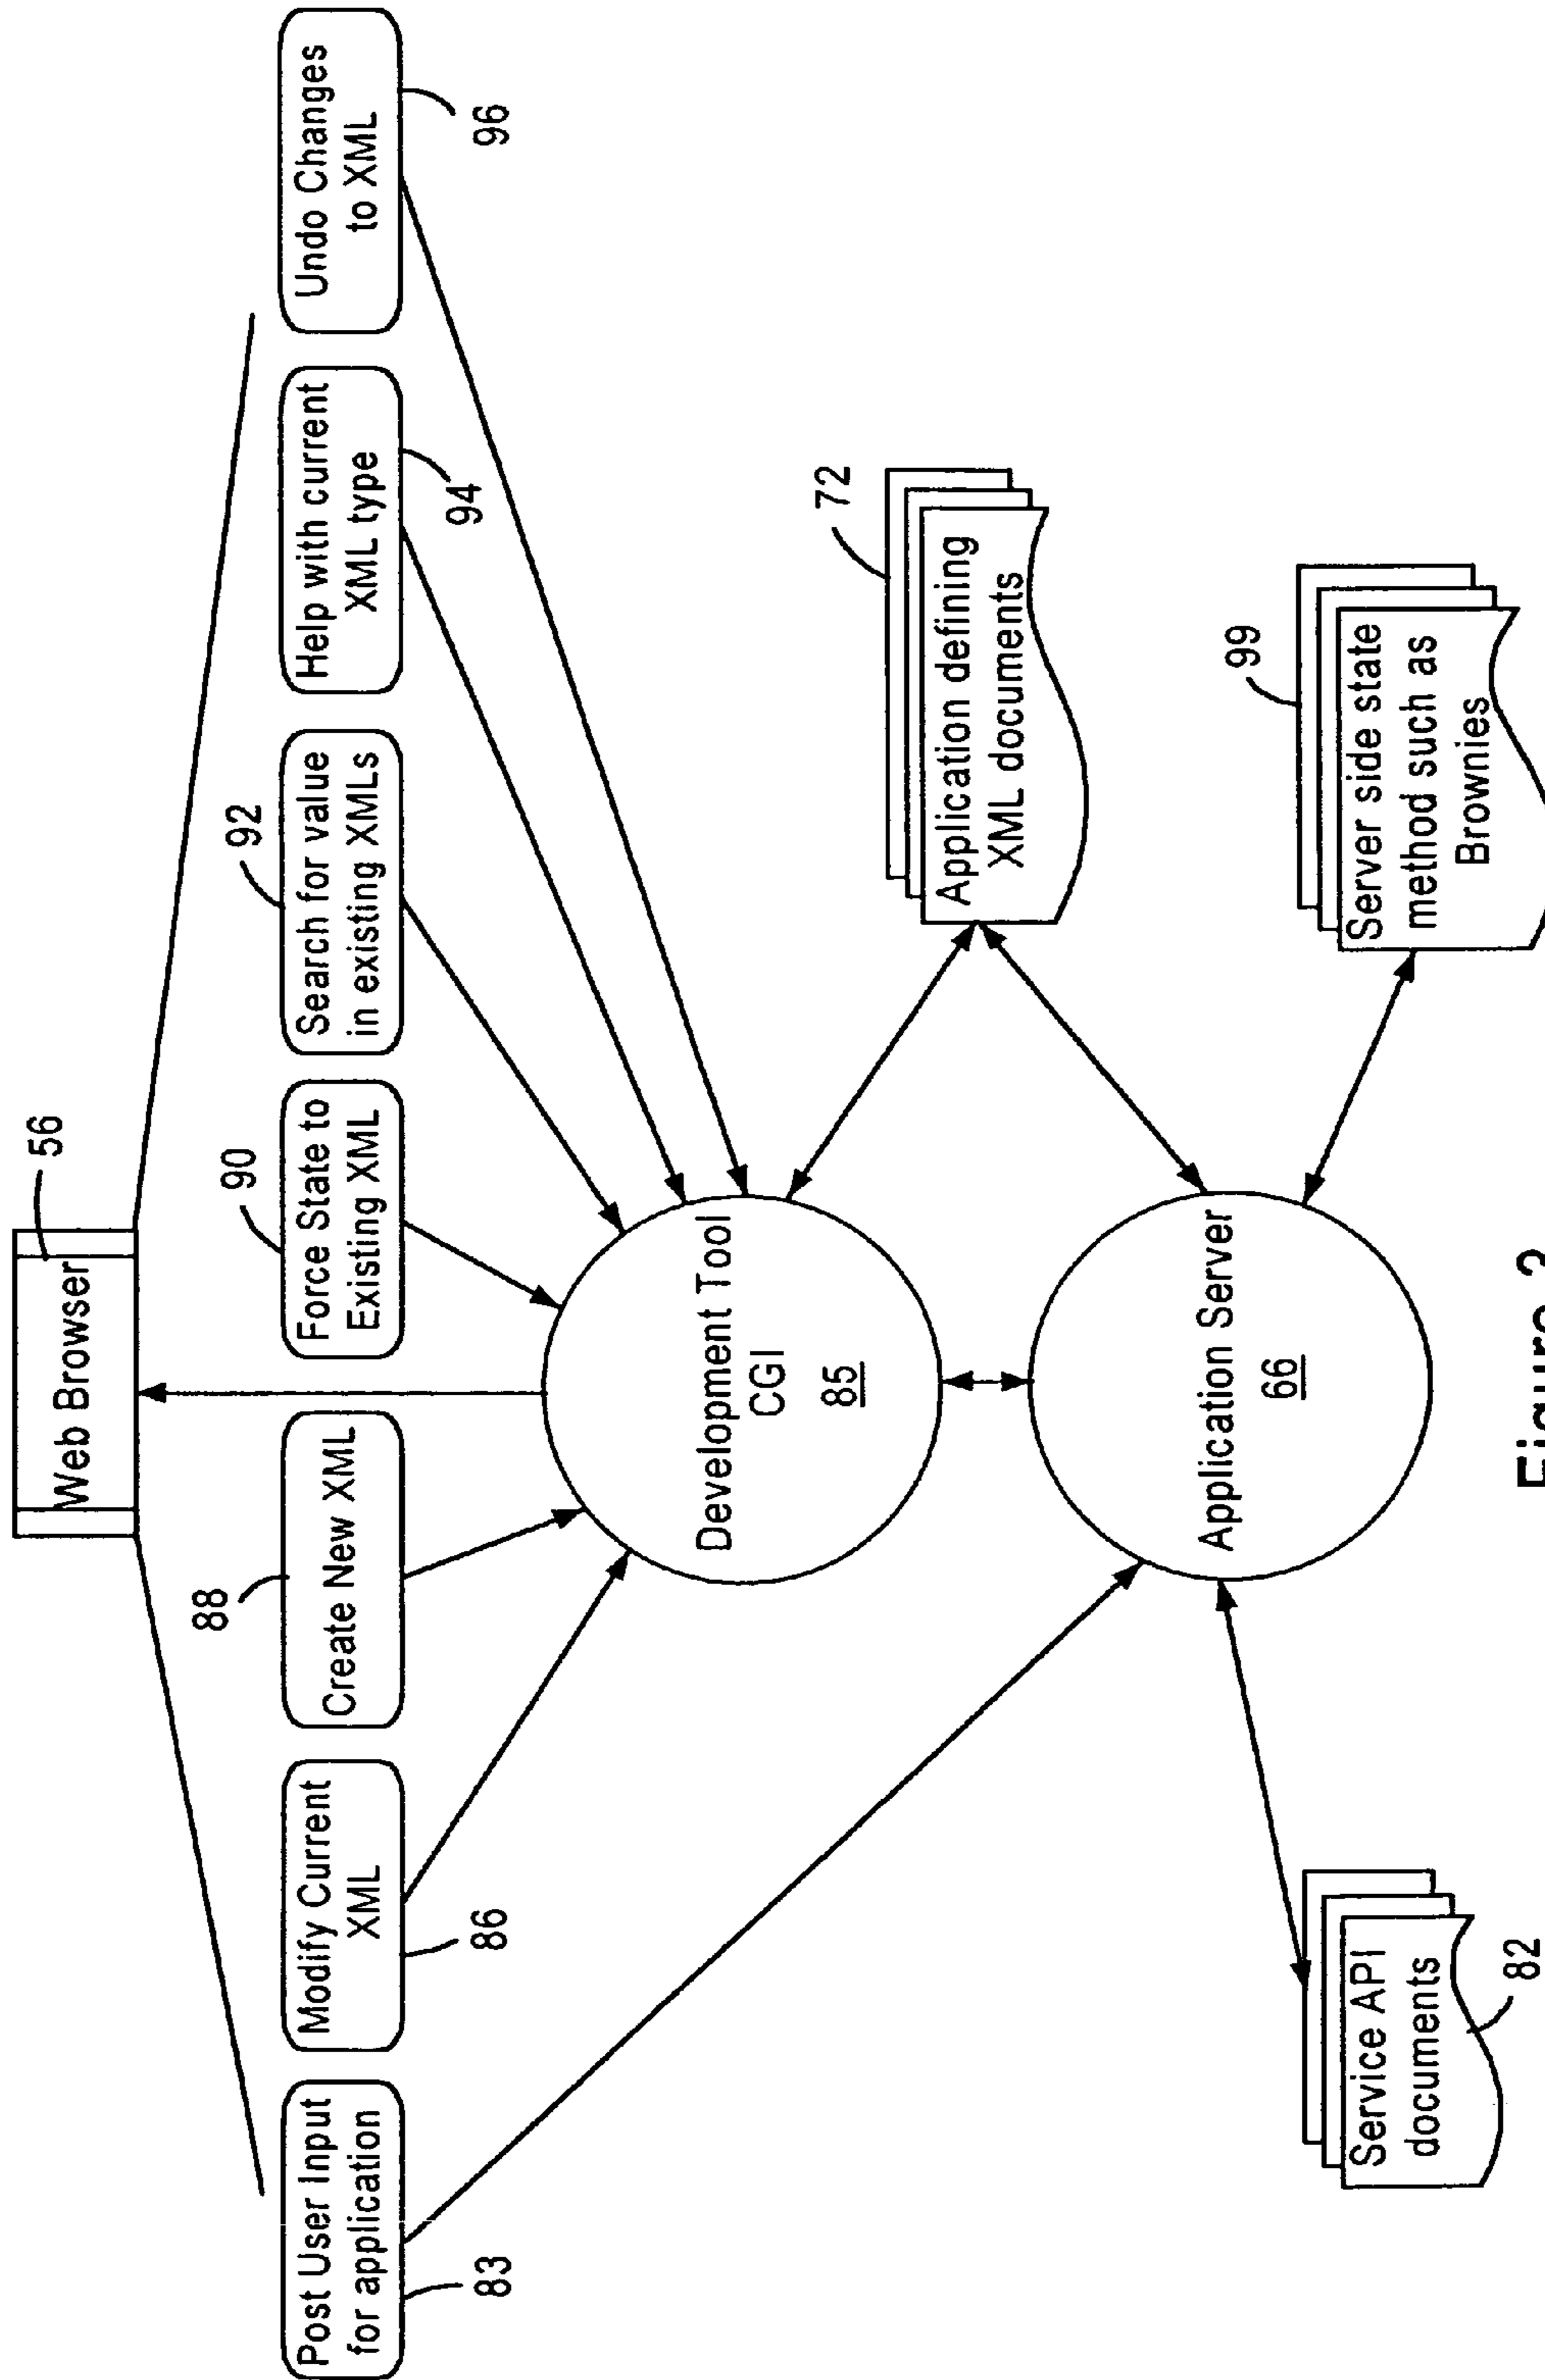 56
Web Browser
83
Post User Input
for application
86
Modify Current
XML
88
Create New XML
90
Force State to
Existing XML
92
Search for value
in existing XMLs
94
Help with current
XML type
96
Undo Changes
to XML
Development Tool
CGI
85
72
Application defining
XML documents
Application Server
66
99
Server side state
method such as
Brownies
Service API
documents
82
Figure